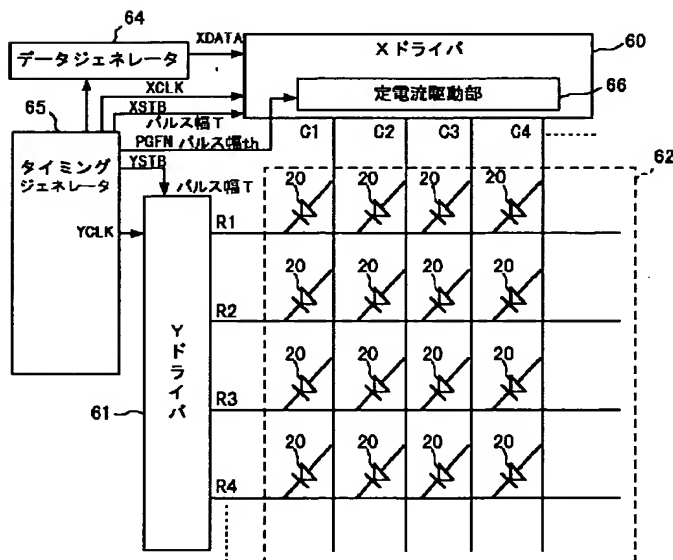 64
データジェネレータ
XDATA
Xドライバ
60
定電流駆動部
66
XCLK
65
XSTB
パルス幅T
PGFN パルス幅th
YSTB
パルス幅T
タイミング
ジェネレータ
YCLK
C1 C2 C3 C4 ........
62
20 20 20 20
R1
20 20 20 20
R2
Yドライバ
61
20 20 20 20
R3
20 20 20 20
R4